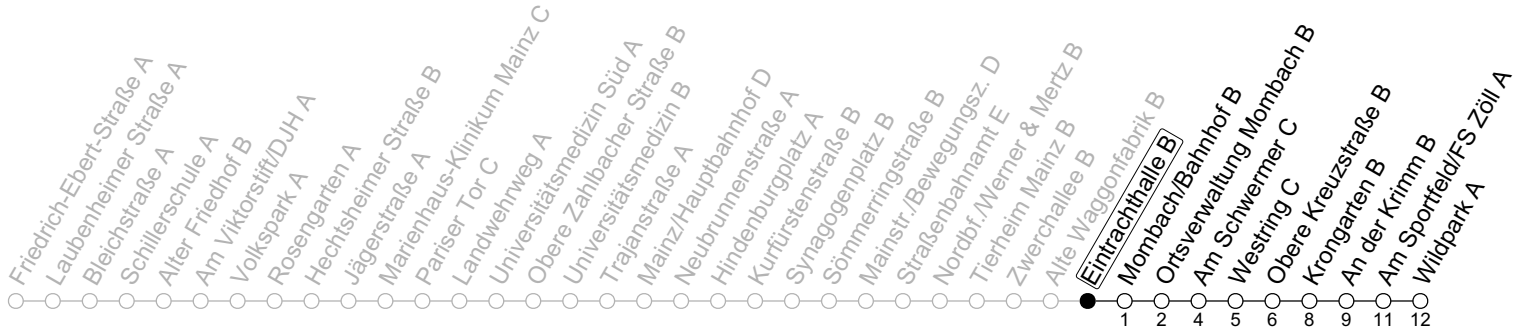 Friedrich-Ebert-Straße A
Laubenheimer Straße A
Bleichstraße A
Schillerschule A
Alter Friedhof B
Am Viktorstift/DJH A
Volkspark A
Rosengarten A
Hechtsheimer Straße B
Jägerstraße A
Marienhaus-Klinikum Mainz C
Pariser Tor C
Landwehrweg A
Universitätsmedizin Süd A
Obere Zahlbacher Straße B
Universitätsmedizin B
Trajanstraße A
Mainz/Hauptbahnhof D
Neubrunnenstraße A
Hindenburgplatz A
Kurfürstenstraße B
Synagogenplatz B
Sömmerringstraße B
Mainstr./Bewegungsz. D
Straßenbahnamt E
Nordbf./Werner & Mertz B
Tierheim Mainz B
Zwerchallee B
Alte Waggonfabrik B
Eintrachthalle B
Mombach/Bahnhof B
Ortsverwaltung Mombach B
Am Schwermer C
Westring C
Obere Kreuzstraße B
Krongarten B
An der Krimm B
Am Sportfeld/FS Zöll A
Wildpark A
1 2 4 5 6 8 9 11 12